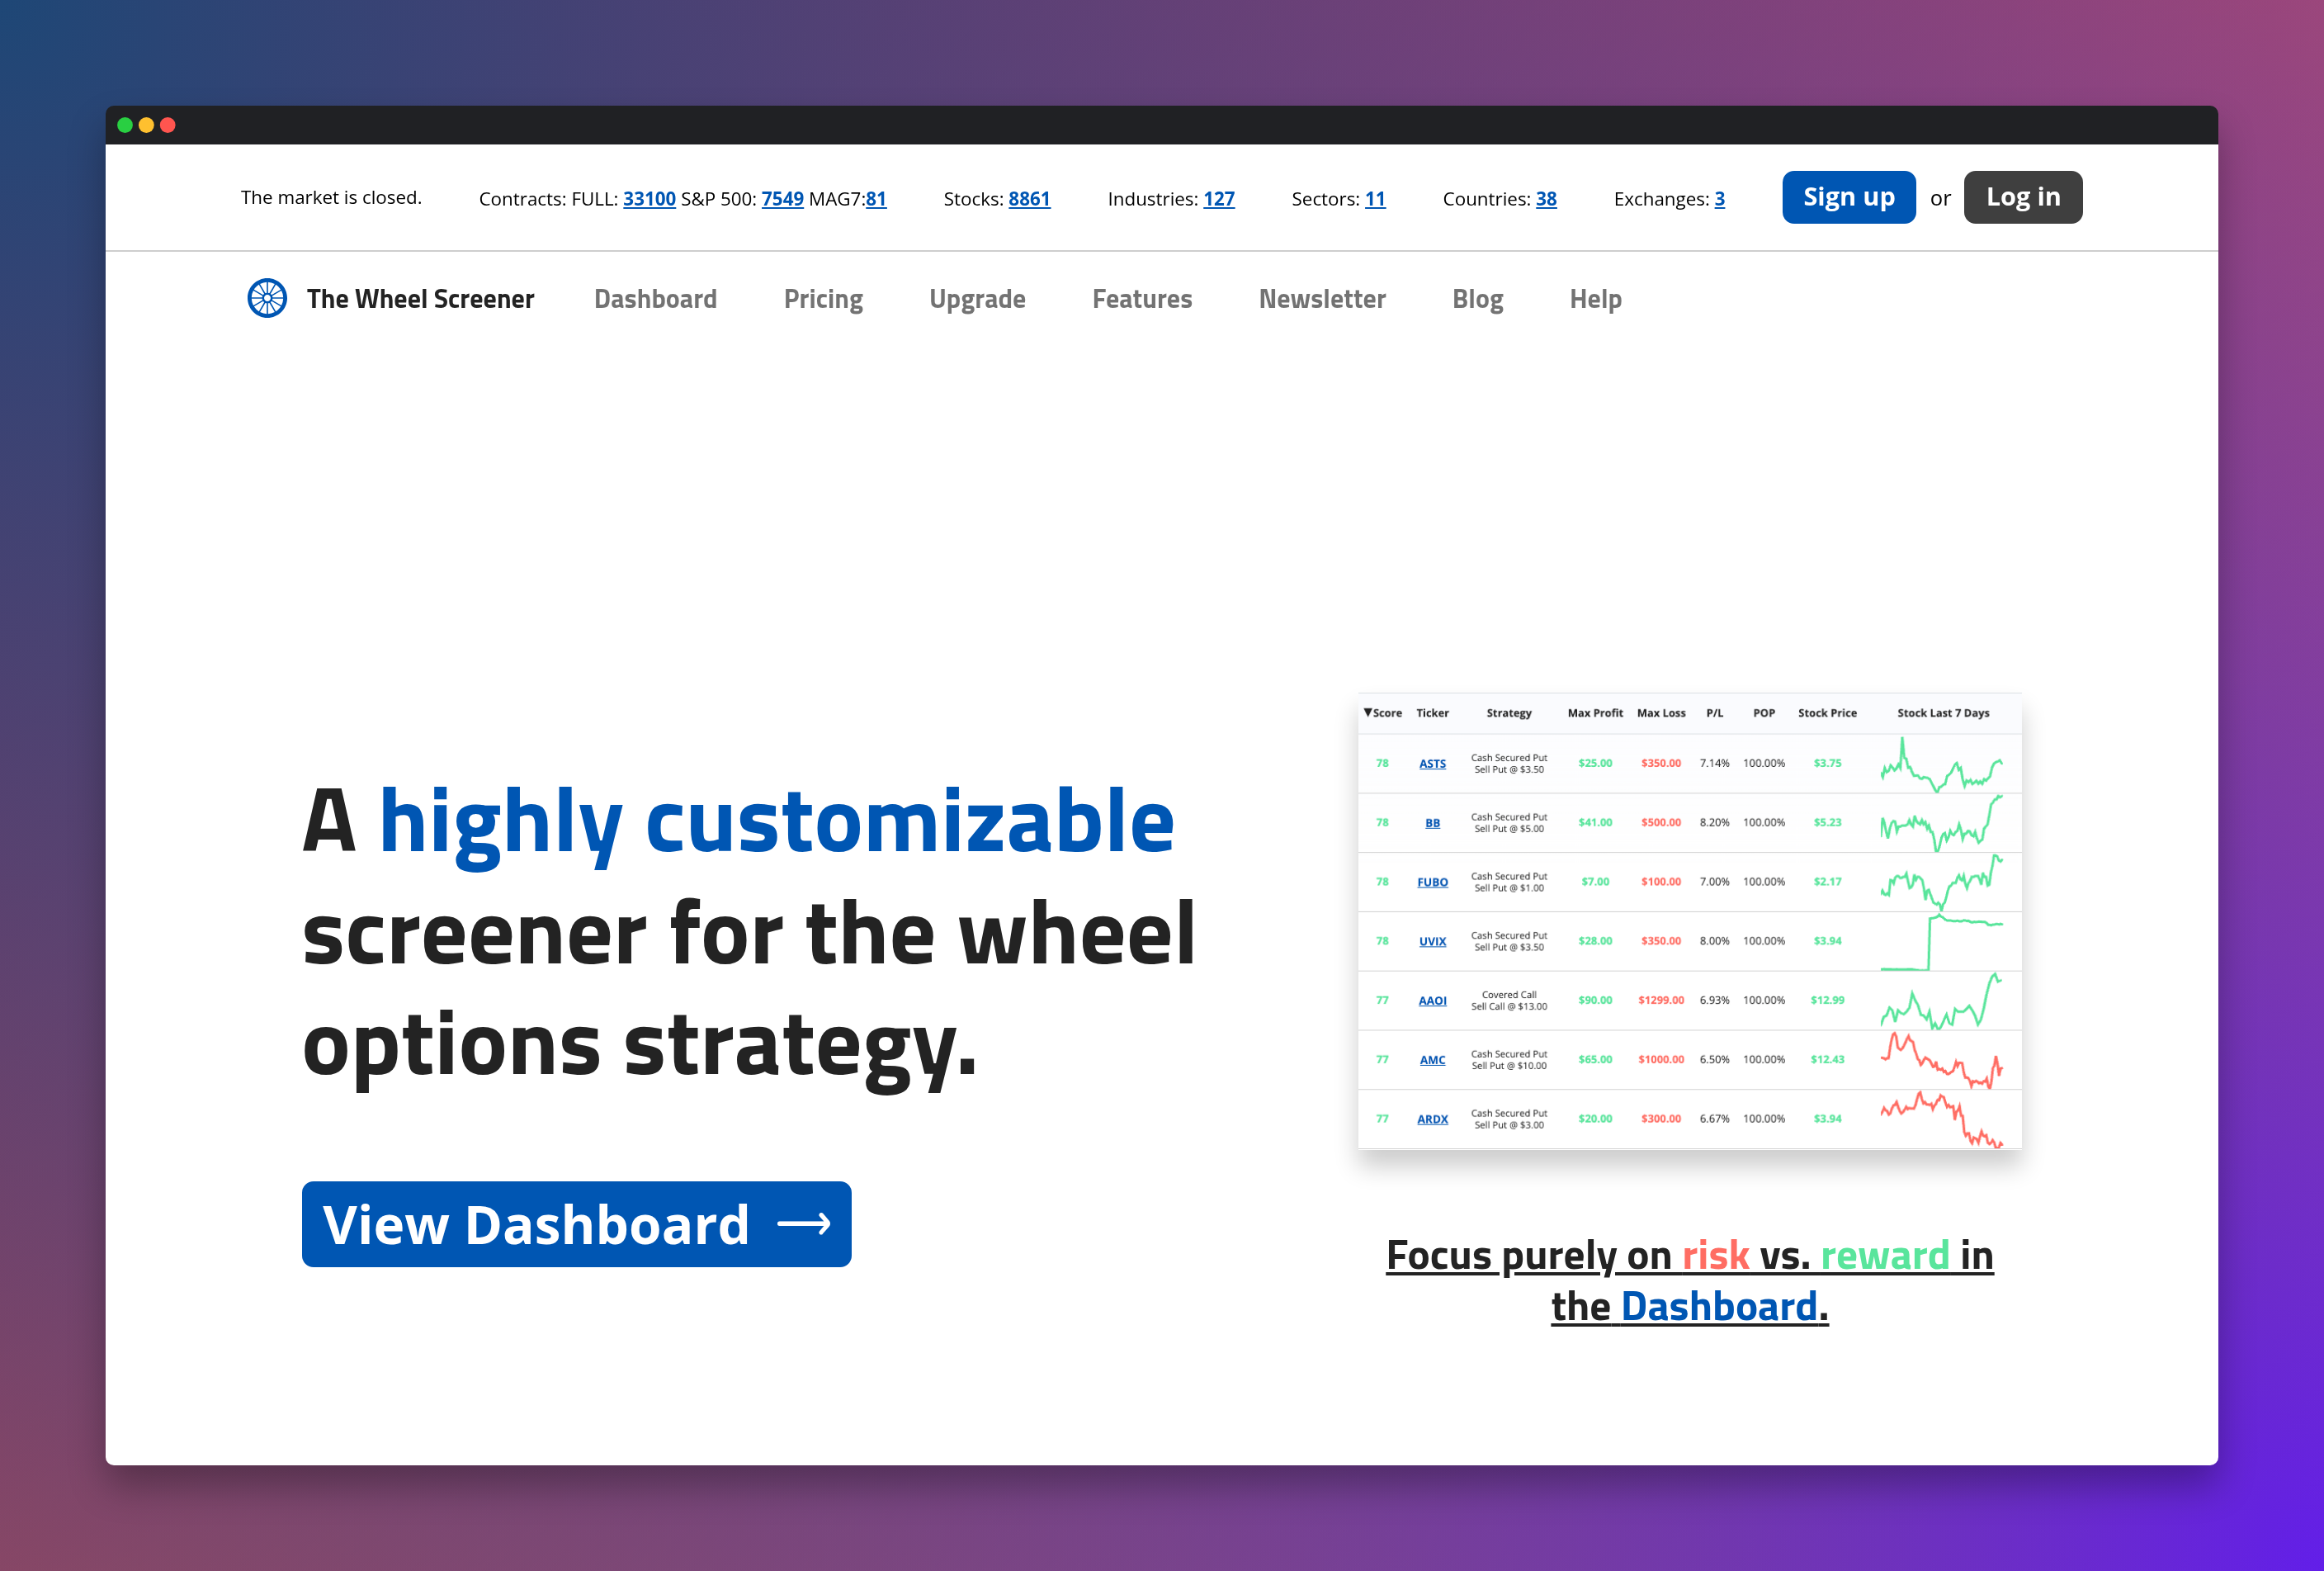 The market is closed. Contracts: FULL: 33100 S&P 500: 7549 MAG7:81 Stocks: 8861 Industries: 127 Sectors: 11 Countries: 38 Exchanges: 3 Sign up or Log in
The Wheel Screener Dashboard Pricing Upgrade Features Newsletter Blog Help
A highly customizable
screener for the wheel
options strategy.
View Dashboard →
▼Score Ticker Strategy Max Profit Max Loss P/L POP Stock Price Stock Last 7 Days
78 ASTS Cash Secured Put $25.00 $350.00 7.14% 100.00% $3.75
Sell Put @ $3.50
78 BB Cash Secured Put $41.00 $500.00 8.20% 100.00% $5.23
Sell Put @ $5.00
78 FUBO Cash Secured Put $7.00 $100.00 7.00% 100.00% $2.17
Sell Put @ $1.00
78 UVIX Cash Secured Put $28.00 $350.00 8.00% 100.00% $3.94
Sell Put @ $3.50
77 AAOI Covered Call $90.00 $1299.00 6.93% 100.00% $12.99
Sell Call @ $13.00
77 AMC Cash Secured Put $65.00 $1000.00 6.50% 100.00% $12.43
Sell Put @ $10.00
77 ARDX Cash Secured Put $20.00 $300.00 6.67% 100.00% $3.94
Sell Put @ $3.00
Focus purely on risk vs. reward in
the Dashboard.